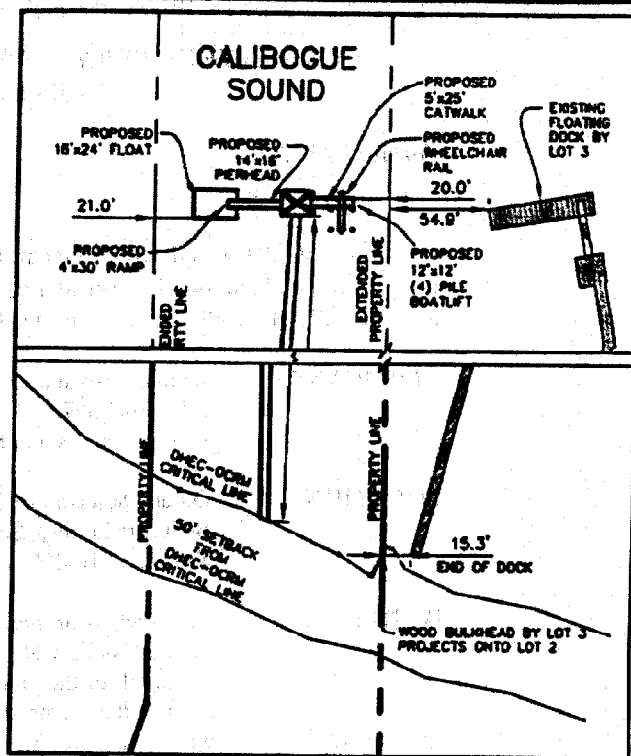 CALIBOGUE
SOUND
PROPOSED
16'x24' FLOAT
PROPOSED
14'x16'
PIERHEAD
PROPOSED
5'x25'
CATWALK
PROPOSED
WHEELCHAIR
RAIL
EXISTING
FLOATING
DOCK BY
LOT 3
21.0'
20.0'
54.9'
PROPOSED
4'x30' RAMP
PROPOSED
12'x12'
(4) PILE
BOATLIFT
ENDED
RTY LINE
EXTENDED
PROPERTY LINE
PROPERTY LINE
PROPERTY LINE
DHEC-OCRM
CRITICAL LINE
50' SETBACK
FROM
DHEC-OCRM
CRITICAL LINE
15.3'
END OF DOCK
WOOD BULKHEAD BY LOT 3
PROJECTS ONTO LOT 2